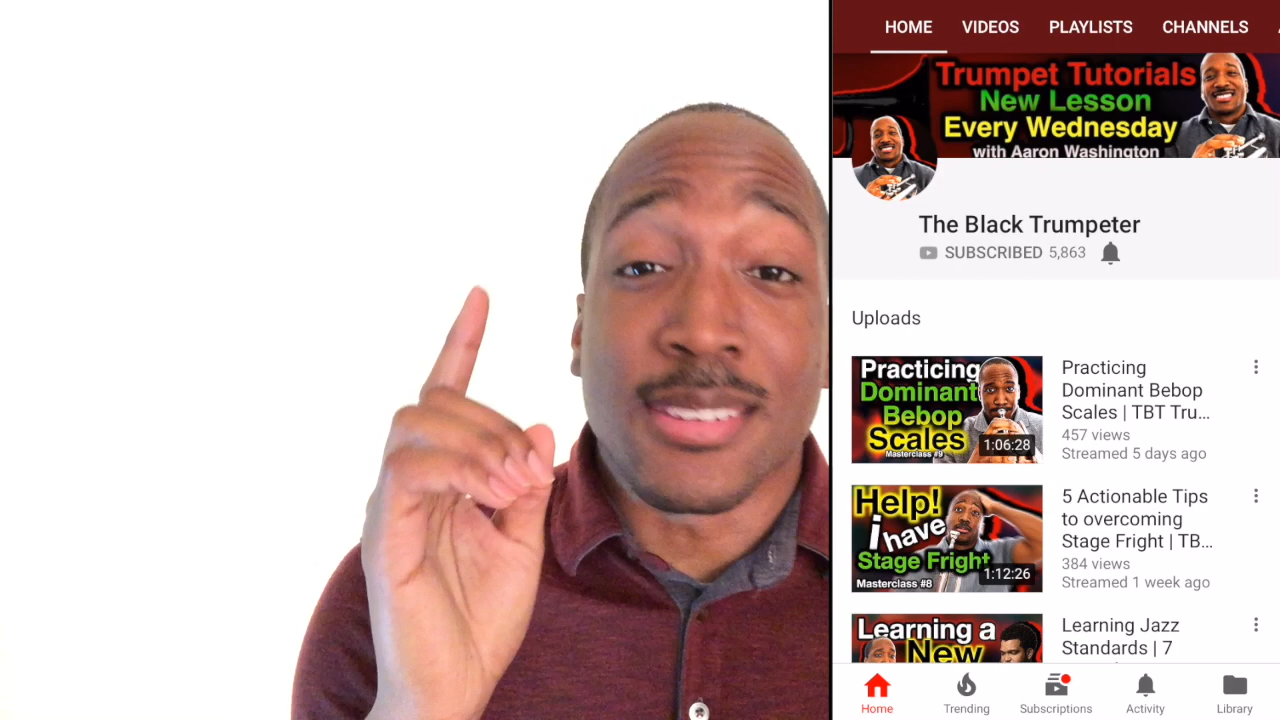 HOME VIDEOS PLAYLISTS CHANNELS
Trumpet Tutorials
New Lesson
Every Wednesday
with Aaron Washington
The Black Trumpeter
SUBSCRIBED 5,863
Uploads
Practicing
Dominant
Bebop
Scales
Masterclass #9
1:06:28
Practicing
Dominant Bebop
Scales | TBT Tru...
457 views
Streamed 5 days ago
Help!
i have
Stage Fright
Masterclass #8
1:12:26
5 Actionable Tips
to overcoming
Stage Fright | TB...
384 views
Streamed 1 week ago
Learning a
New
Learning Jazz
Standards | 7
Home Trending Subscriptions Activity Library